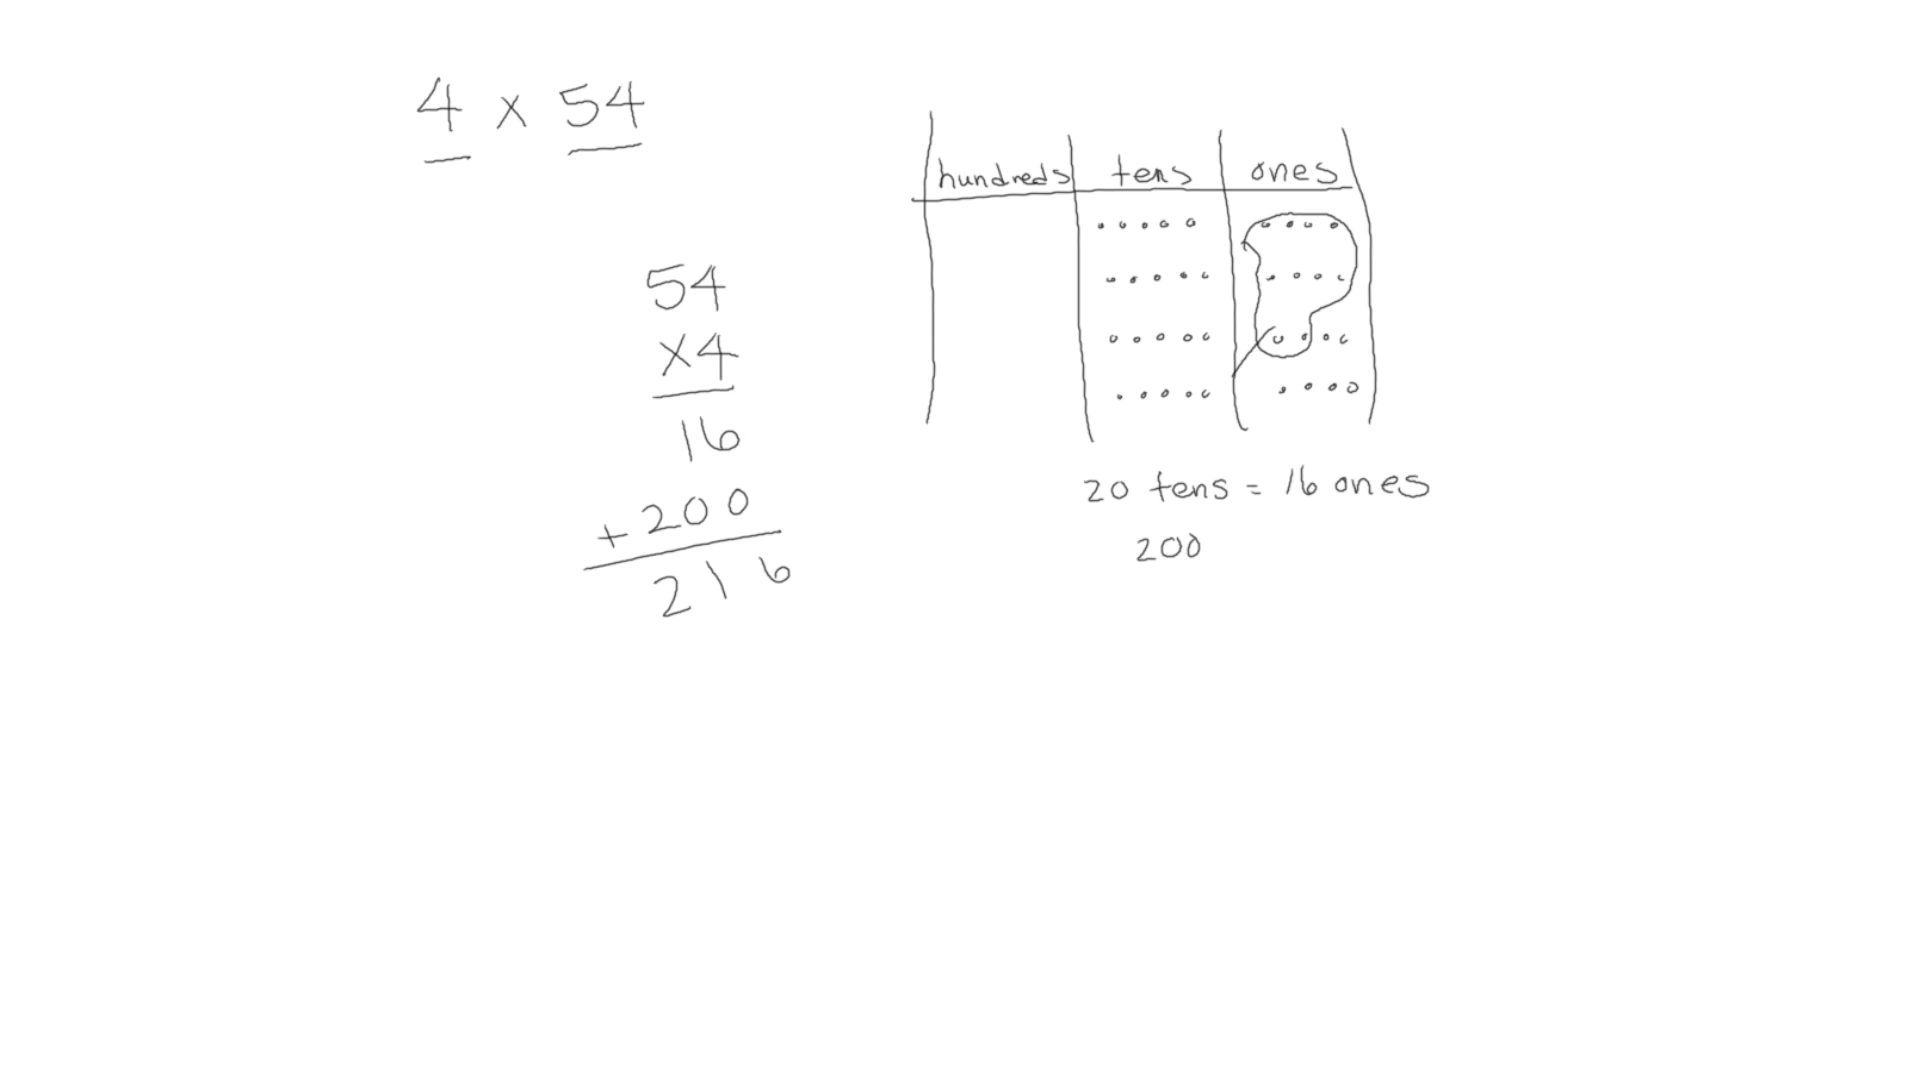 4 x 54
54
x4
16
+ 200
216
hundreds tens ones
20 tens = 16 ones
200